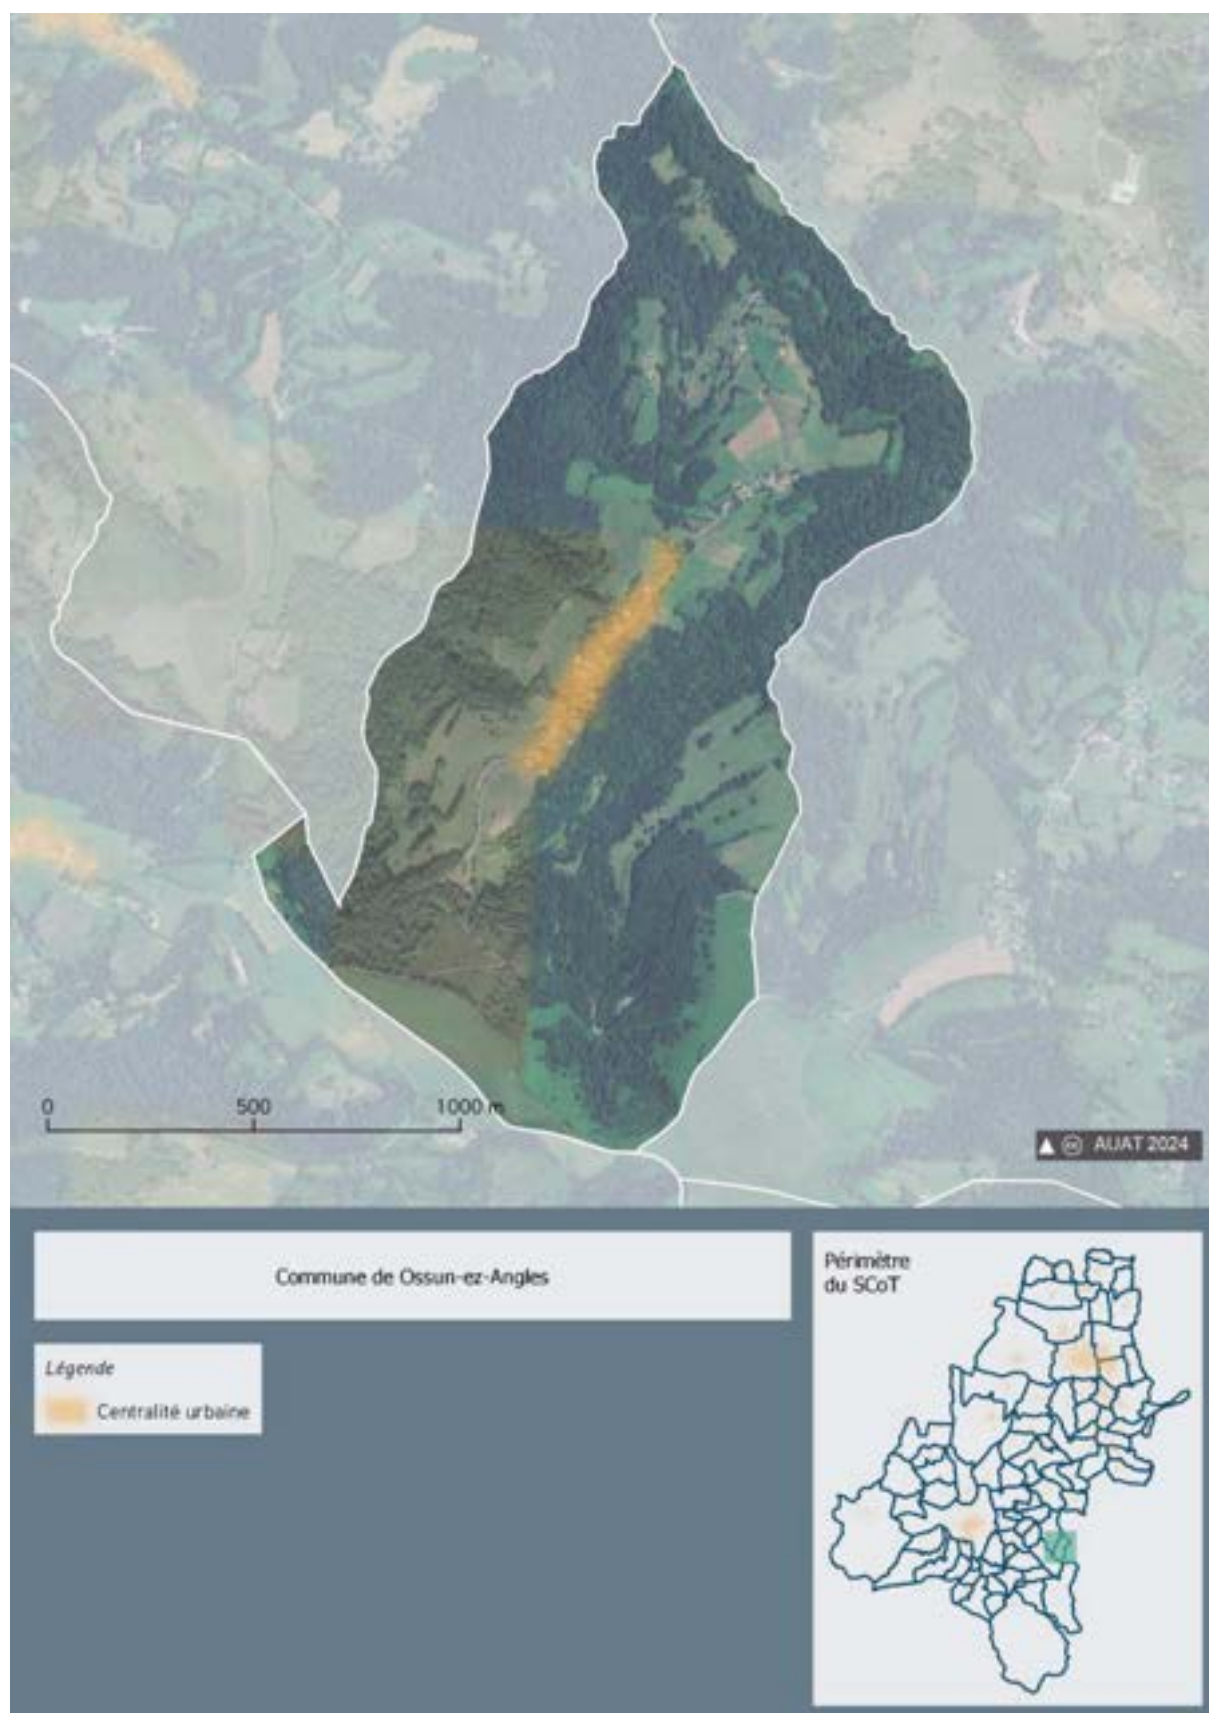 0 500 1000 m
AUAT 2024
Commune de Ossun-ez-Angles
Légende
Centralité urbaine
Périmètre
du SCoT